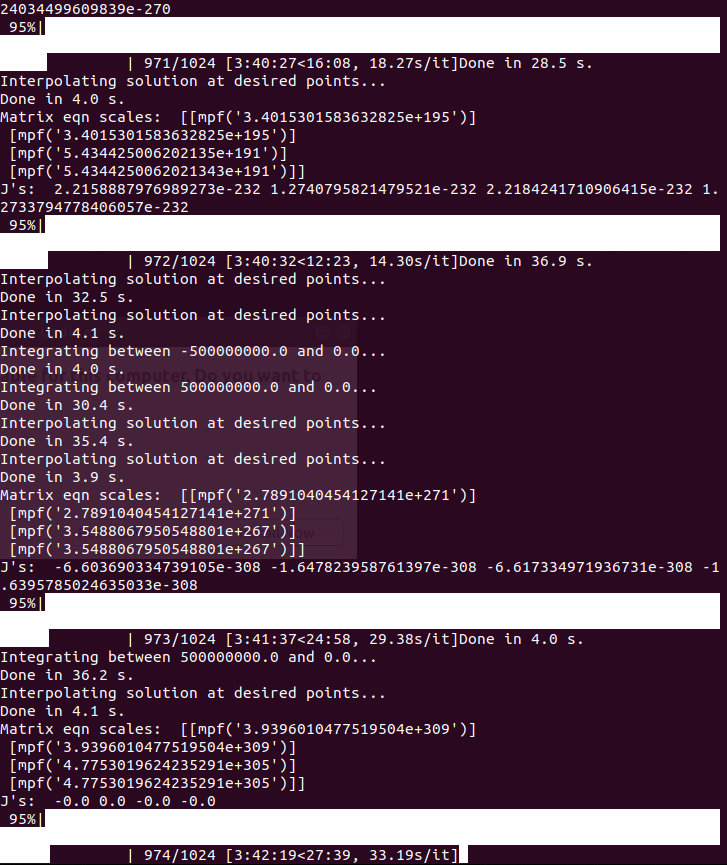 24034499609839e-270
95%|
| 971/1024 [3:40:27<16:08, 18.27s/it]Done in 28.5 s.
Interpolating solution at desired points...
Done in 4.0 s.
Matrix eqn scales:  [[mpf('3.4015301583632825e+195')]
[mpf('3.4015301583632825e+195')]
[mpf('5.434425006202135e+191')]
[mpf('5.4344250062021343e+191')]]
J's:  2.2158887976989273e-232 1.2740795821479521e-232 2.2184241710906415e-232 1.
2733794778406057e-232
95%|
| 972/1024 [3:40:32<12:23, 14.30s/it]Done in 36.9 s.
Interpolating solution at desired points...
Done in 32.5 s.
Interpolating solution at desired points...
Done in 4.1 s.
Integrating between -500000000.0 and 0.0...
Done in 4.0 s.
computer. Do you want to
Integrating between 500000000.0 and 0.0...
Done in 30.4 s.
Interpolating solution at desired points...
Done in 35.4 s.
Interpolating solution at desired points...
Done in 3.9 s.
Matrix eqn scales:  [[mpf('2.7891040454127141e+271')]
[mpf('2.7891040454127141e+271')]
[mpf('3.5488067950548801e+267')]
[mpf('3.5488067950548801e+267')]]
J's:  -6.603690334739105e-308 -1.647823958761397e-308 -6.617334971936731e-308 -1
.6395785024635033e-308
95%|
| 973/1024 [3:41:37<24:58, 29.38s/it]Done in 4.0 s.
Integrating between 500000000.0 and 0.0...
Done in 36.2 s.
Interpolating solution at desired points...
Done in 4.1 s.
Matrix eqn scales:  [[mpf('3.9396010477519504e+309')]
[mpf('3.9396010477519504e+309')]
[mpf('4.7753019624235291e+305')]
[mpf('4.7753019624235291e+305')]]
J's:  -0.0 0.0 -0.0 -0.0
95%|
| 974/1024 [3:42:19<27:39, 33.19s/it]